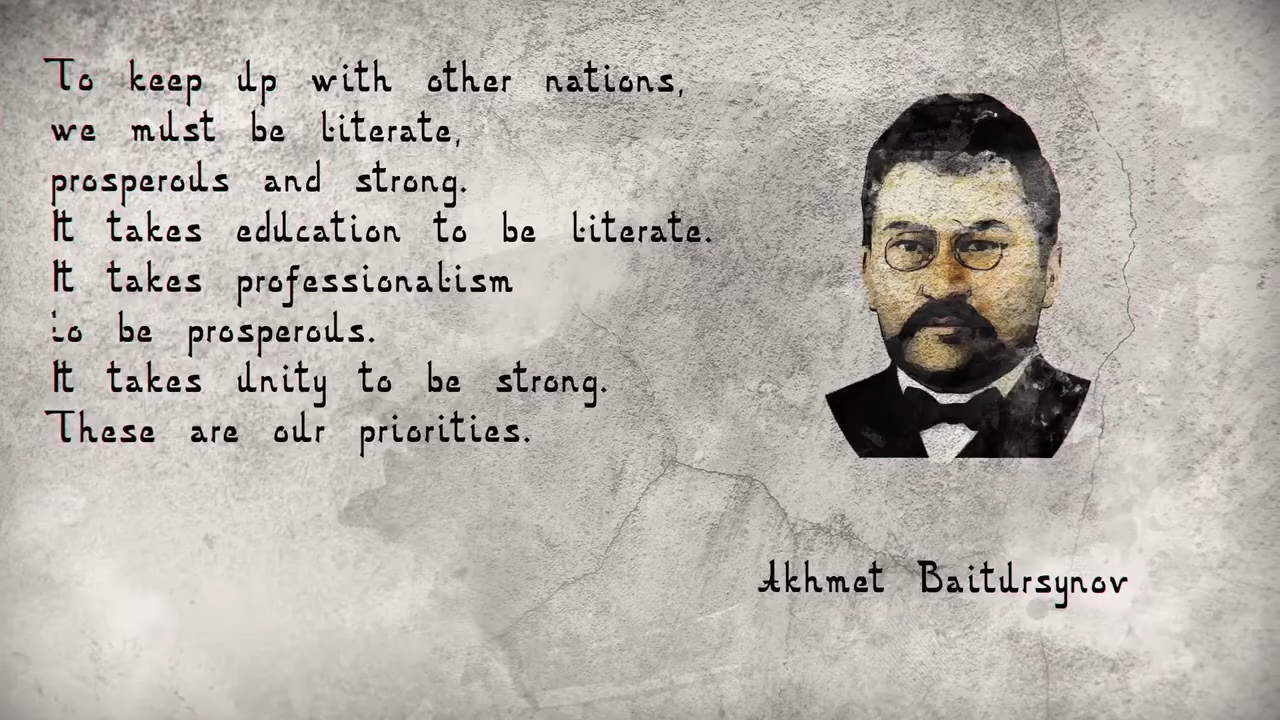 To keep up with other nations,
we must be literate,
prosperous and strong.
It takes education to be literate.
It takes professionalism
to be prosperous.
It takes unity to be strong.
These are our priorities.
Akhmet Baitursynov